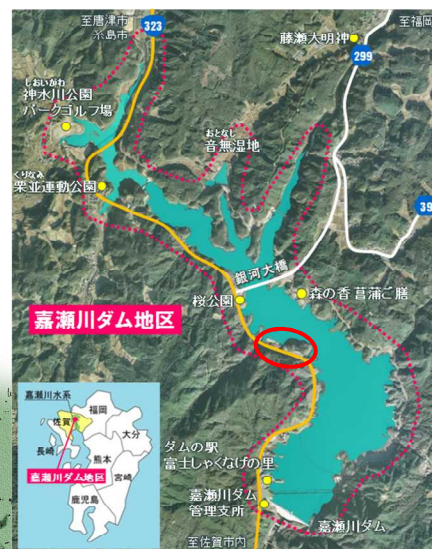 至唐津市
糸島市
323
藤瀬大明神
至福岡
299
しおいがわ
神水川公園
パークゴルフ場
おとなし
音無湿地
くりなみ
栗並運動公園
39
銀河大橋
桜公園
森の香 菖蒲ご膳
嘉瀬川ダム地区
嘉瀬川水系
福岡
佐賀
大分
長崎
熊本
嘉瀬川ダム地区
宮崎
鹿児島
ダムの駅
富士しゃくなげの里
嘉瀬川ダム
管理支所
嘉瀬川ダム
至佐賀市内